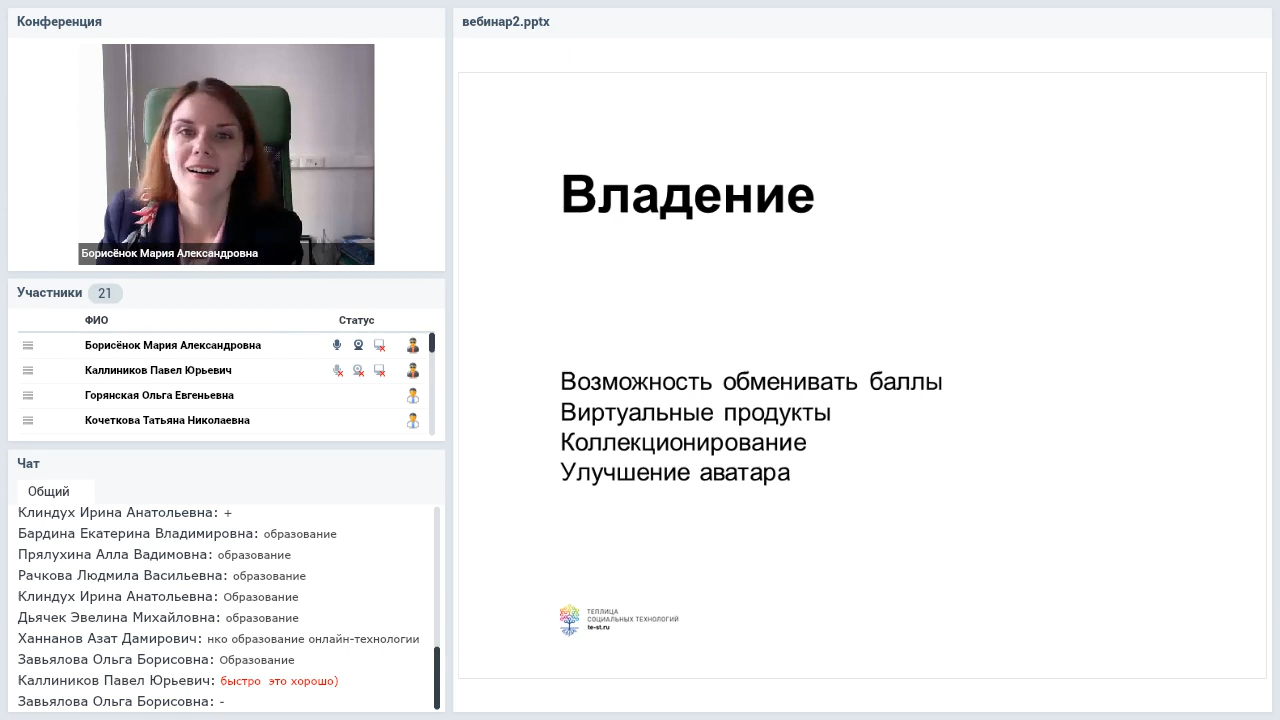 Конференция
Борисёнок Мария Александровна
Участники 21
ФИО Статус
Борисёнок Мария Александровна
Каллиников Павел Юрьевич
Горянская Ольга Евгеньевна
Кочеткова Татьяна Николаевна
Чат
Общий
Клиндух Ирина Анатольевна: +
Бардина Екатерина Владимировна: образование
Прялухина Алла Вадимовна: образование
Рачкова Людмила Васильевна: образование
Клиндух Ирина Анатольевна: Образование
Дьячек Эвелина Михайловна: образование
Ханнанов Азат Дамирович: нко образование онлайн-технологии
Завьялова Ольга Борисовна: Образование
Каллиников Павел Юрьевич: быстро это хорошо)
Завьялова Ольга Борисовна: -
вебинар2.pptx
Владение
Возможность обменивать баллы
Виртуальные продукты
Коллекционирование
Улучшение аватара
ТЕПЛИЦА
СОЦИАЛЬНЫХ ТЕХНОЛОГИЙ
te-st.ru